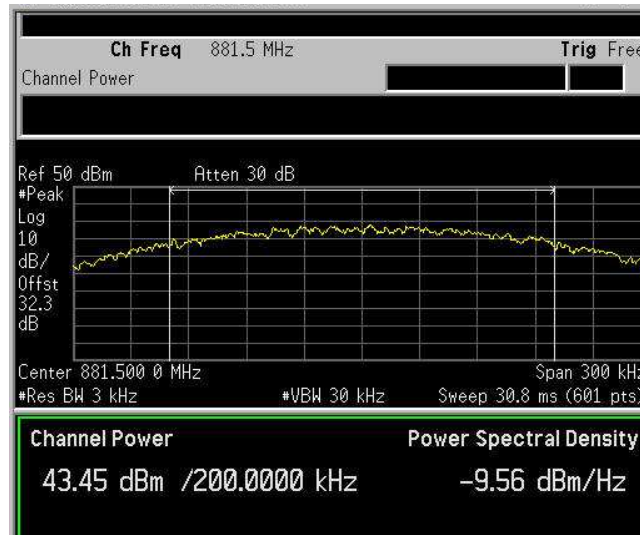 Ch Freq 881.5 MHz Trig Free
Channel Power
Ref 50 dBm Atten 30 dB
#Peak
Log
10
dB/
Offst
32.3
dB
Center 881.500 0 MHz Span 300 kHz
#Res BW 3 kHz #VBW 30 kHz Sweep 30.8 ms (601 pts)
Channel Power Power Spectral Density
43.45 dBm /200.0000 kHz -9.56 dBm/Hz